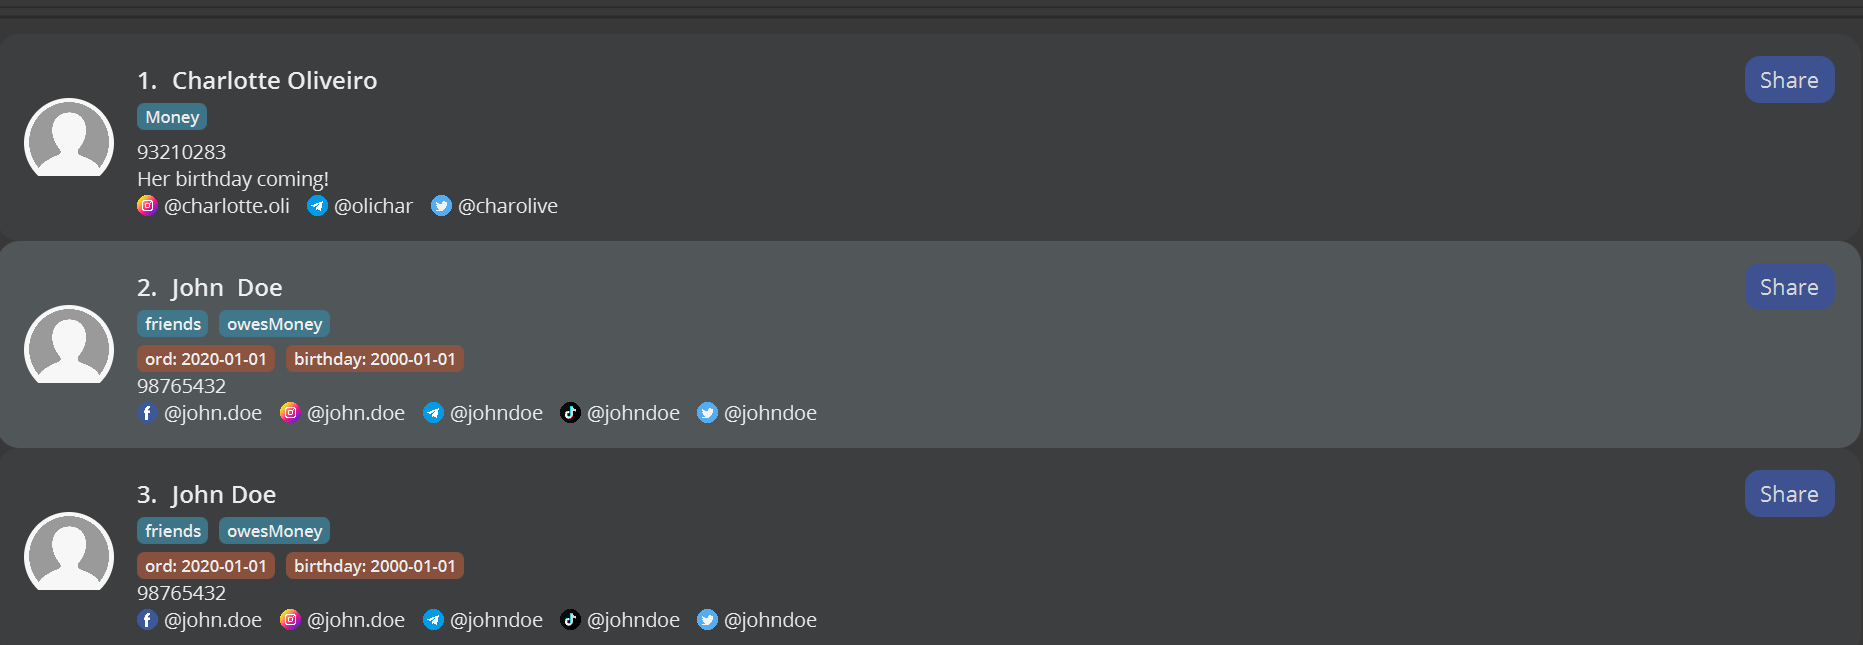 1. Charlotte Oliveiro
Share
Money
93210283
Her birthday coming!
@charlotte.oli @olichar @charolive
2. John  Doe
Share
friends owesMoney
ord: 2020-01-01 birthday: 2000-01-01
98765432
@john.doe @john.doe @johndoe @johndoe @johndoe
3. John Doe
Share
friends owesMoney
ord: 2020-01-01 birthday: 2000-01-01
98765432
@john.doe @john.doe @johndoe @johndoe @johndoe